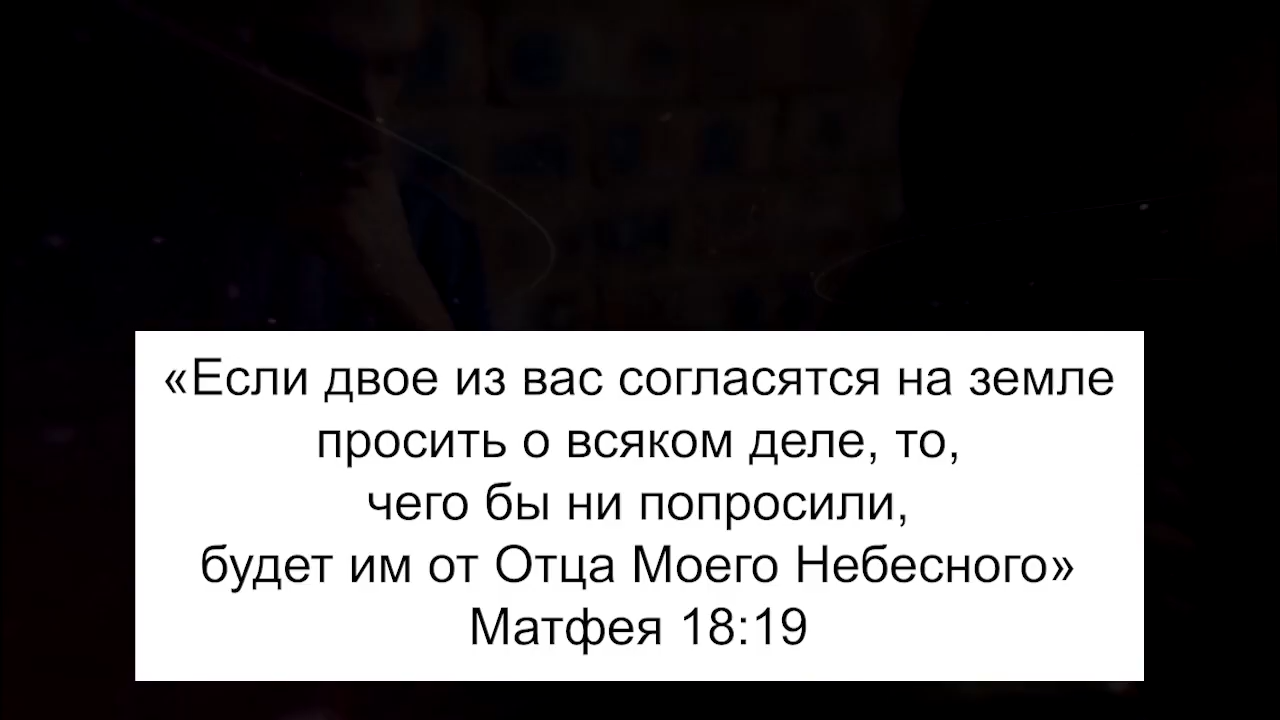 «Если двое из вас согласятся на земле
просить о всяком деле, то,
чего бы ни попросили,
будет им от Отца Моего Небесного»
Матфея 18:19